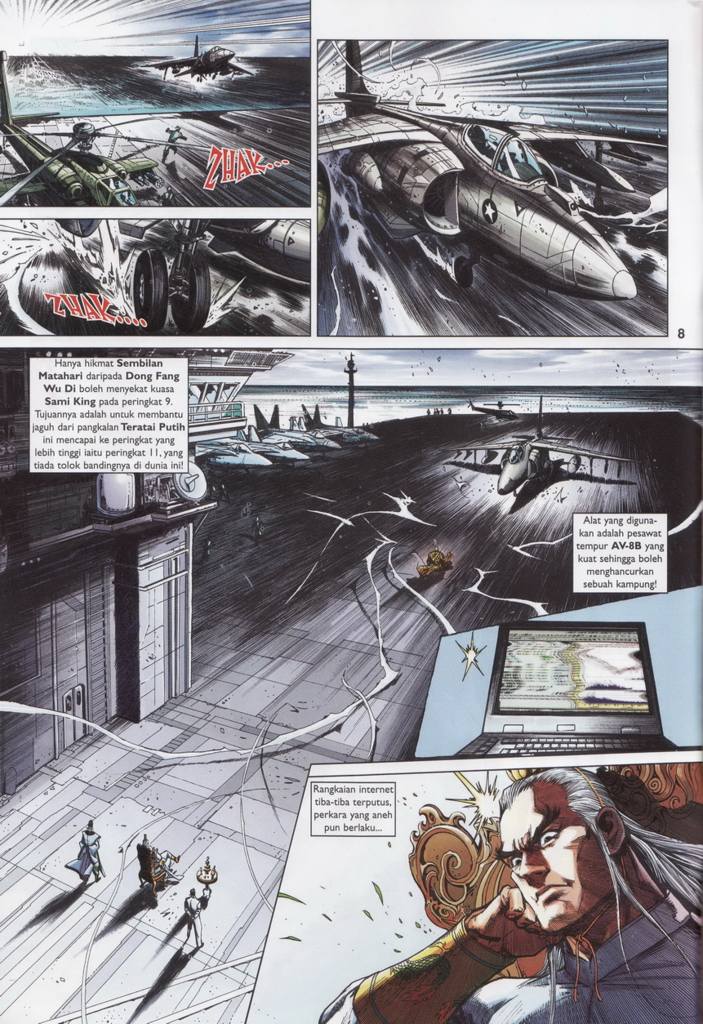 ZHAK...
ZHAK....
8
Hanya hikmat Sembilan
Matahari daripada Dong Fang
Wu Di boleh menyekat kuasa
Sami King pada peringkat 9.
Tujuannya adalah untuk membantu
jaguh dari pangkalan Teratai Putih
ini mencapai ke peringkat yang
lebih tinggi iaitu peringkat 11, yang
tiada tolok bandingnya di dunia ini!
Alat yang diguna-
kan adalah pesawat
tempur AV-8B yang
kuat sehingga boleh
menghancurkan
sebuah kampung!
Rangkaian internet
tiba-tiba terputus,
perkara yang aneh
pun berlaku...